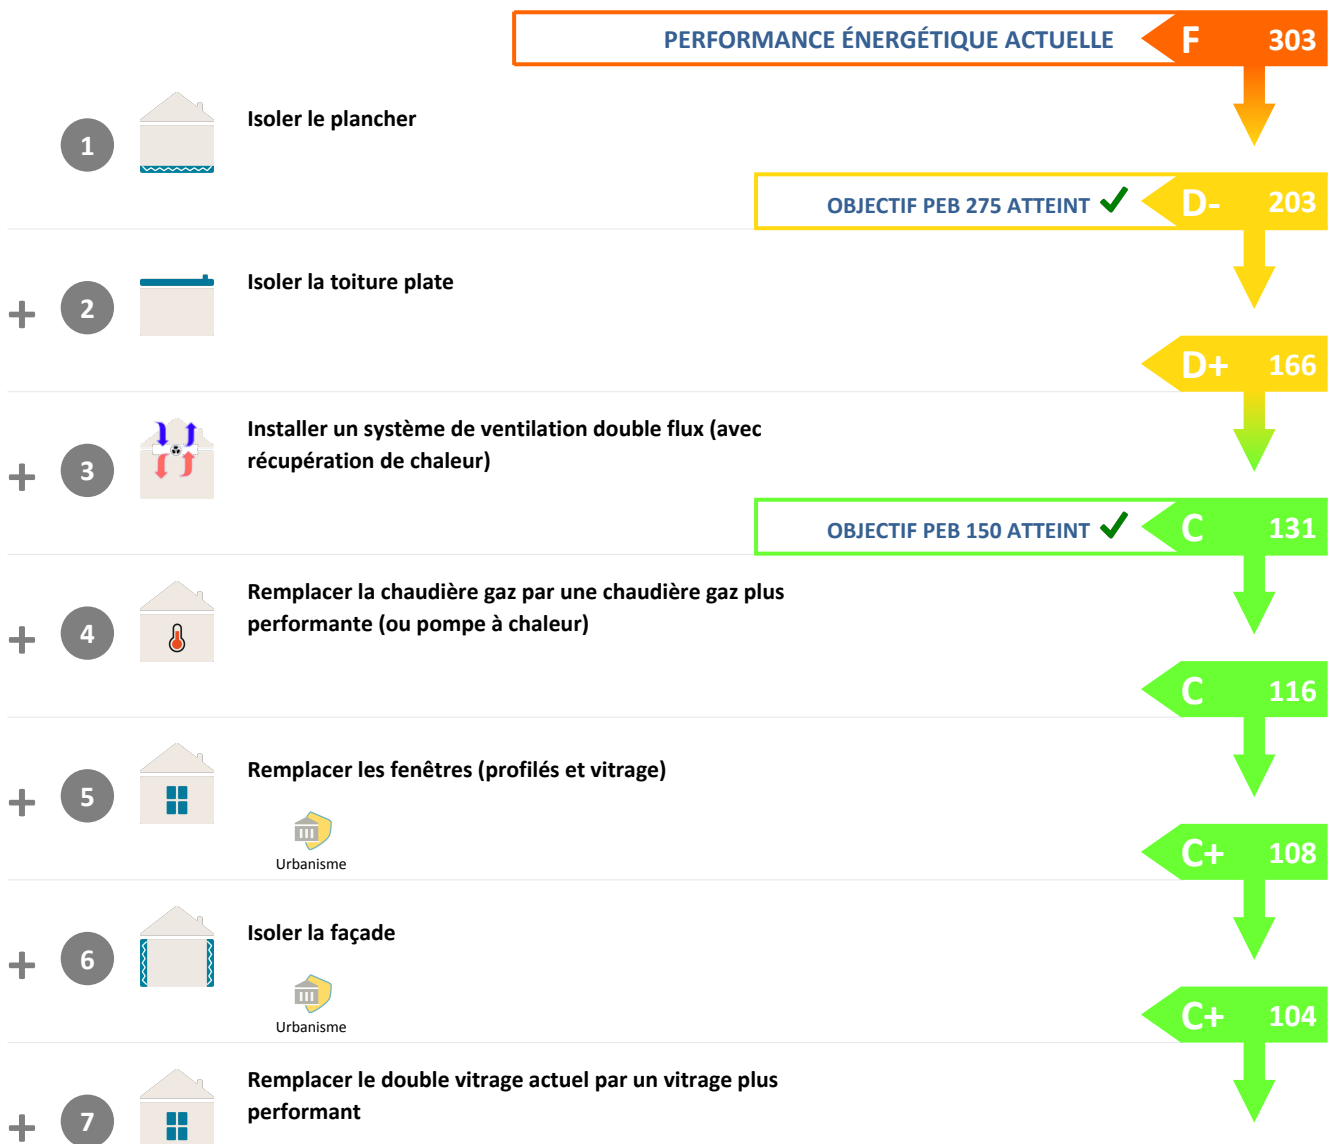 PERFORMANCE ÉNERGÉTIQUE ACTUELLE F 303
1 Isoler le plancher
OBJECTIF PEB 275 ATTEINT D- 203
+ 2 Isoler la toiture plate
D+ 166
+ 3 Installer un système de ventilation double flux (avec
récupération de chaleur)
OBJECTIF PEB 150 ATTEINT C 131
+ 4 Remplacer la chaudière gaz par une chaudière gaz plus
performante (ou pompe à chaleur)
C 116
+ 5 Remplacer les fenêtres (profilés et vitrage)
Urbanisme
C+ 108
+ 6 Isoler la façade
Urbanisme
C+ 104
+ 7 Remplacer le double vitrage actuel par un vitrage plus
performant